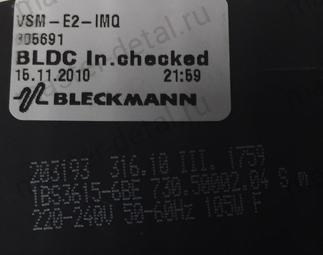 VSM-E2-IMQ
805691
BLDC In.checked
15.11.2010 21:59
BLECKMANN
203193 316.10 III. 1759
1BS3615-6BE 730.50002.04 S m
220-240V 50-60Hz 105W F